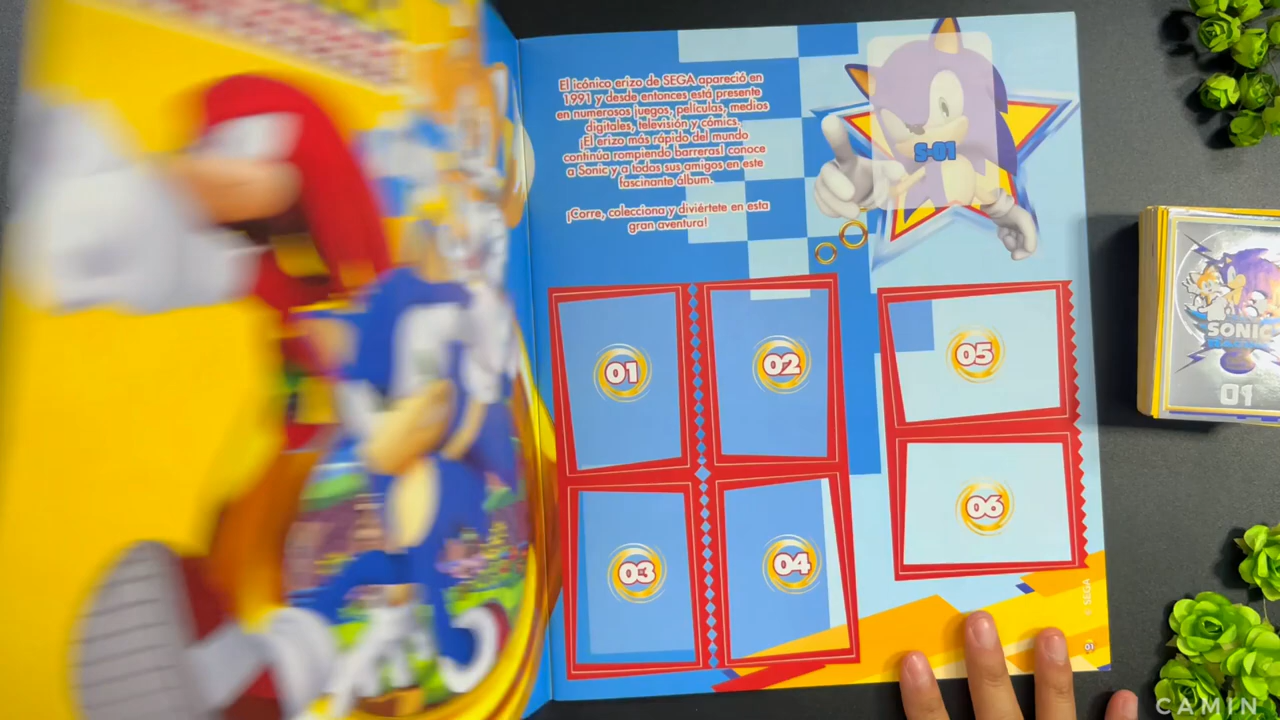 El icónico erizo de SEGA apareció en
1991 y desde entonces está presente
en numerosos juegos, películas, medios
digitales, televisión y cómics.
¡El erizo más rápido del mundo
continúa rompiendo barreras! conoce
a Sonic y a todos sus amigos en este
fascinante álbum.
¡Corre, colecciona y diviértete en esta
gran aventura!
S-01
01
02
03
04
05
06
© SEGA
01
SONIC
01
CAMIN